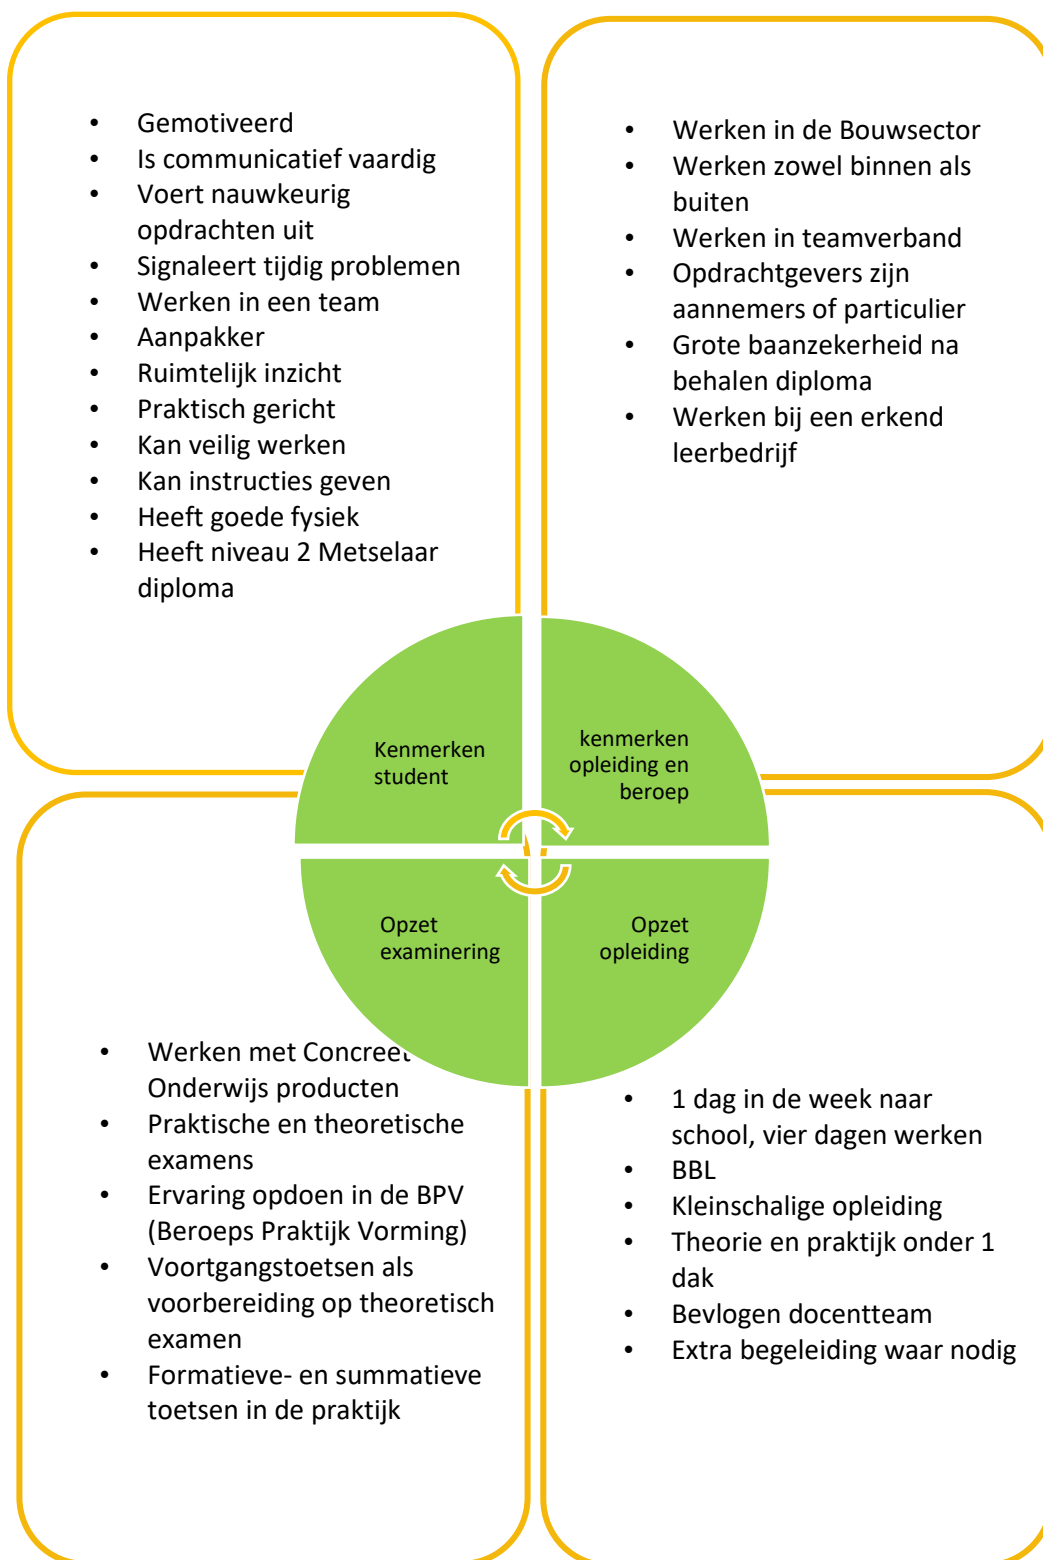 • Gemotiveerd
• Is communicatief vaardig
• Voert nauwkeurig
opdrachten uit
• Signaleert tijdig problemen
• Werken in een team
• Aanpakker
• Ruimtelijk inzicht
• Praktisch gericht
• Kan veilig werken
• Kan instructies geven
• Heeft goede fysiek
• Heeft niveau 2 Metselaar
diploma
• Werken in de Bouwsector
• Werken zowel binnen als
buiten
• Werken in teamverband
• Opdrachtgevers zijn
aannemers of particulier
• Grote baanzekerheid na
behalen diploma
• Werken bij een erkend
leerbedrijf
Kenmerken
student
kenmerken
opleiding en
beroep
Opzet
examinering
Opzet
opleiding
• Werken met Concreet
Onderwijs producten
• Praktische en theoretische
examens
• Ervaring opdoen in de BPV
(Beroeps Praktijk Vorming)
• Voortgangstoetsen als
voorbereiding op theoretisch
examen
• Formatieve- en summatieve
toetsen in de praktijk
• 1 dag in de week naar
school, vier dagen werken
• BBL
• Kleinschalige opleiding
• Theorie en praktijk onder 1
dak
• Bevlogen docentteam
• Extra begeleiding waar nodig